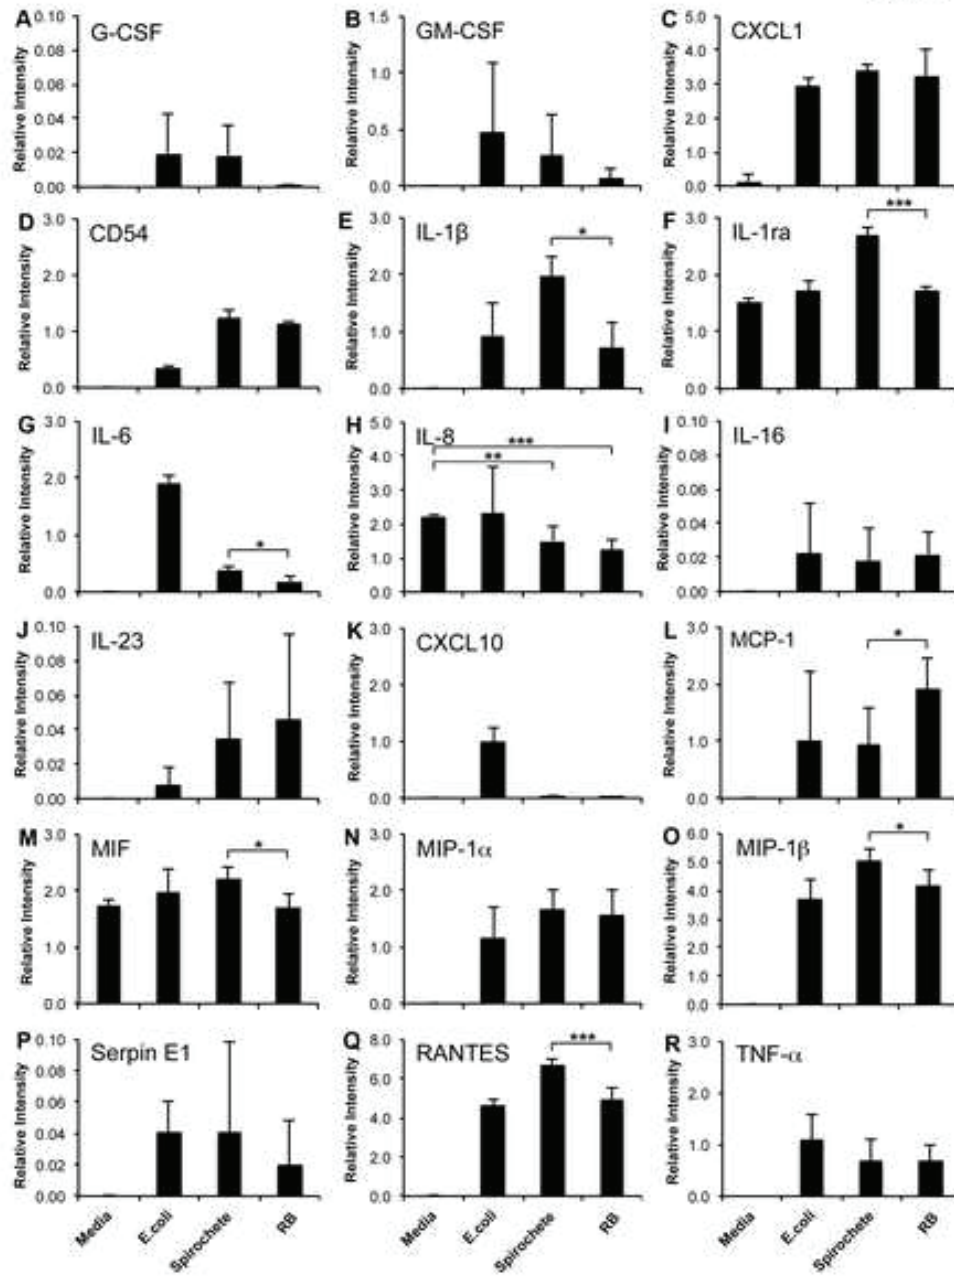 A G-CSF
Relative Intensity
0.10
0.08
0.06
0.04
0.02
0.00
B GM-CSF
Relative Intensity
1.5
1.0
0.5
0.0
C CXCL1
Relative Intensity
5.0
4.0
3.0
2.0
1.0
0.0
D CD54
Relative Intensity
3.0
2.0
1.0
0.0
E IL-1β
Relative Intensity
3.0
2.0
1.0
0.0
*
F IL-1ra
Relative Intensity
3.0
2.0
1.0
0.0
***
G IL-6
Relative Intensity
3.0
2.0
1.0
0.0
*
H IL-8
Relative Intensity
5.0
4.0
3.0
2.0
1.0
0.0
***
**
I IL-16
Relative Intensity
0.10
0.08
0.06
0.04
0.02
0.00
J IL-23
Relative Intensity
0.10
0.08
0.06
0.04
0.02
0.00
K CXCL10
Relative Intensity
3.0
2.0
1.0
0.0
L MCP-1
Relative Intensity
3.0
2.0
1.0
0.0
*
M MIF
Relative Intensity
3.0
2.0
1.0
0.0
*
N MIP-1α
Relative Intensity
3.0
2.0
1.0
0.0
O MIP-1β
Relative Intensity
6.0
5.0
4.0
3.0
2.0
1.0
0.0
*
P Serpin E1
Relative Intensity
0.10
0.08
0.06
0.04
0.02
0.00
Media
E.coli
Spirochete
RB
Q RANTES
Relative Intensity
8.0
6.0
4.0
2.0
0.0
***
Media
E.coli
Spirochete
RB
R TNF-α
Relative Intensity
3.0
2.0
1.0
0.0
Media
E.coli
Spirochete
RB